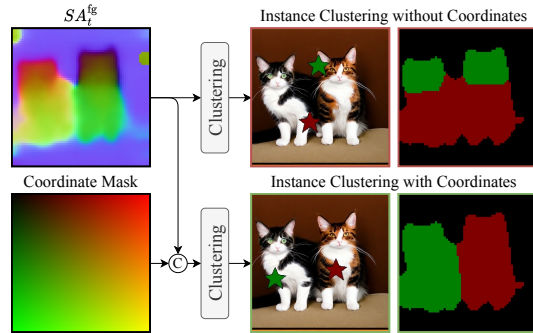 SA_t^fg
Instance Clustering without Coordinates
Clustering
Coordinate Mask
Instance Clustering with Coordinates
C
Clustering